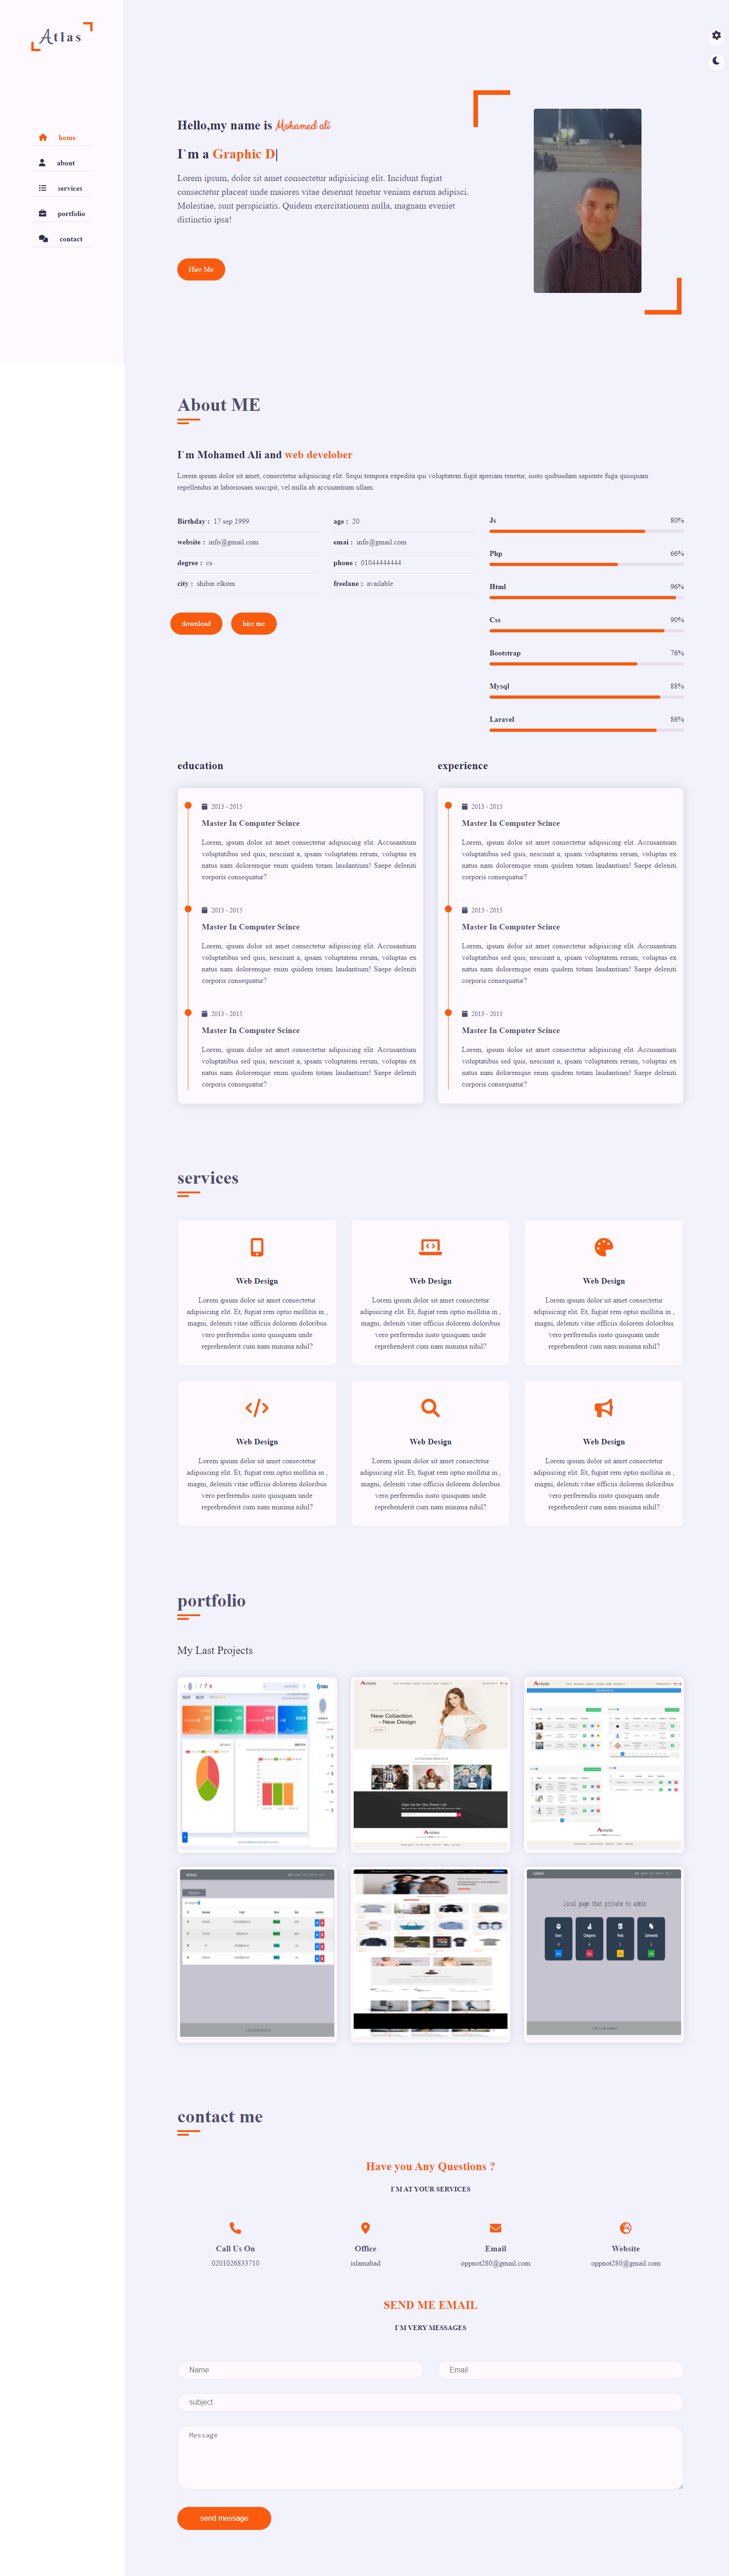 Atlas
home
about
services
portfolio
contact
Hello,my name is Mohamed ali
I`m a Graphic D|
Lorem ipsum, dolor sit amet consectetur adipisicing elit. Incidunt fugiat
consectetur placeat unde maiores vitae deserunt tenetur veniam earum adipisci.
Molestiae, sunt perspiciatis. Quidem exercitationem nulla, magnam eveniet
distinctio ipsa!
Hire Me
About ME
I`m Mohamed Ali and web develober
Lorem ipsum dolor sit amet, consectetur adipisicing elit. Sequi tempora expedita qui voluptatem fugit aperiam tenetur, iusto quibusdam sapiente fuga quisquam
repellendus at laboriosam suscipit, vel nulla ab accusantium ullam.
Birthday : 17 sep 1999
age : 20
website : info@gmail.com
emai : info@gmail.com
degree : cs
phone : 01044444444
city : shibin elkom
freelane : available
download
hire me
Js 80%
Php 66%
Html 96%
Css 90%
Bootstrap 76%
Mysql 88%
Laravel 86%
education
2013 - 2015
Master In Computer Scince
Lorem, ipsum dolor sit amet consectetur adipisicing elit. Accusantium
voluptatibus sed quis, nesciunt a, ipsam voluptatem rerum, voluptas ex
natus nam doloremque enim quidem totam laudantium! Saepe deleniti
corporis consequatur?
2013 - 2015
Master In Computer Scince
Lorem, ipsum dolor sit amet consectetur adipisicing elit. Accusantium
voluptatibus sed quis, nesciunt a, ipsam voluptatem rerum, voluptas ex
natus nam doloremque enim quidem totam laudantium! Saepe deleniti
corporis consequatur?
2013 - 2015
Master In Computer Scince
Lorem, ipsum dolor sit amet consectetur adipisicing elit. Accusantium
voluptatibus sed quis, nesciunt a, ipsam voluptatem rerum, voluptas ex
natus nam doloremque enim quidem totam laudantium! Saepe deleniti
corporis consequatur?
experience
2013 - 2015
Master In Computer Scince
Lorem, ipsum dolor sit amet consectetur adipisicing elit. Accusantium
voluptatibus sed quis, nesciunt a, ipsam voluptatem rerum, voluptas ex
natus nam doloremque enim quidem totam laudantium! Saepe deleniti
corporis consequatur?
2013 - 2015
Master In Computer Scince
Lorem, ipsum dolor sit amet consectetur adipisicing elit. Accusantium
voluptatibus sed quis, nesciunt a, ipsam voluptatem rerum, voluptas ex
natus nam doloremque enim quidem totam laudantium! Saepe deleniti
corporis consequatur?
2013 - 2015
Master In Computer Scince
Lorem, ipsum dolor sit amet consectetur adipisicing elit. Accusantium
voluptatibus sed quis, nesciunt a, ipsam voluptatem rerum, voluptas ex
natus nam doloremque enim quidem totam laudantium! Saepe deleniti
corporis consequatur?
services
Web Design
Lorem ipsum dolor sit amet consectetur
adipisicing elit. Et, fugiat rem optio mollitia in ,
magni, deleniti vitae officiis dolorem doloribus
vero perferendis iusto quisquam unde
reprehenderit cum nam minima nihil?
Web Design
Lorem ipsum dolor sit amet consectetur
adipisicing elit. Et, fugiat rem optio mollitia in ,
magni, deleniti vitae officiis dolorem doloribus
vero perferendis iusto quisquam unde
reprehenderit cum nam minima nihil?
Web Design
Lorem ipsum dolor sit amet consectetur
adipisicing elit. Et, fugiat rem optio mollitia in ,
magni, deleniti vitae officiis dolorem doloribus
vero perferendis iusto quisquam unde
reprehenderit cum nam minima nihil?
Web Design
Lorem ipsum dolor sit amet consectetur
adipisicing elit. Et, fugiat rem optio mollitia in ,
magni, deleniti vitae officiis dolorem doloribus
vero perferendis iusto quisquam unde
reprehenderit cum nam minima nihil?
Web Design
Lorem ipsum dolor sit amet consectetur
adipisicing elit. Et, fugiat rem optio mollitia in ,
magni, deleniti vitae officiis dolorem doloribus
vero perferendis iusto quisquam unde
reprehenderit cum nam minima nihil?
Web Design
Lorem ipsum dolor sit amet consectetur
adipisicing elit. Et, fugiat rem optio mollitia in ,
magni, deleniti vitae officiis dolorem doloribus
vero perferendis iusto quisquam unde
reprehenderit cum nam minima nihil?
portfolio
My Last Projects
New Collection
- New Design
Local page that private to admin
contact me
Have you Any Questions ?
I`M AT YOUR SERVICES
Call Us On
0201026833710
Office
islamabad
Email
oppnot280@gmail.com
Website
oppnot280@gmail.com
SEND ME EMAIL
I`M VERY MESSAGES
Name
Email
subject
Message
send message